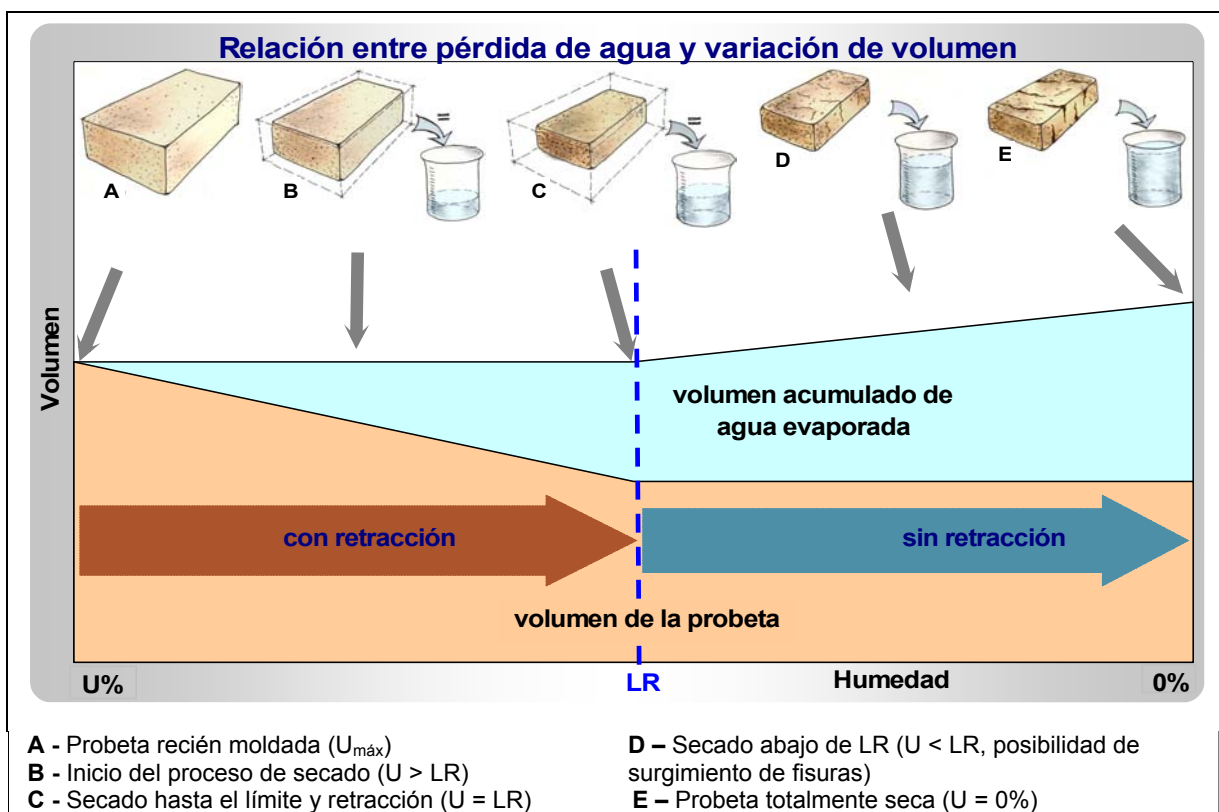 Relación entre pérdida de agua y variación de volumen
A
B
=
C
=
D
E
Volumen
volumen acumulado de
agua evaporada
con retracción
sin retracción
volumen de la probeta
U%
LR
Humedad
0%
A - Probeta recién moldada (Umáx)
B - Inicio del proceso de secado (U > LR)
C - Secado hasta el límite y retracción (U = LR)
D – Secado abajo de LR (U < LR, posibilidad de
surgimiento de fisuras)
E – Probeta totalmente seca (U = 0%)